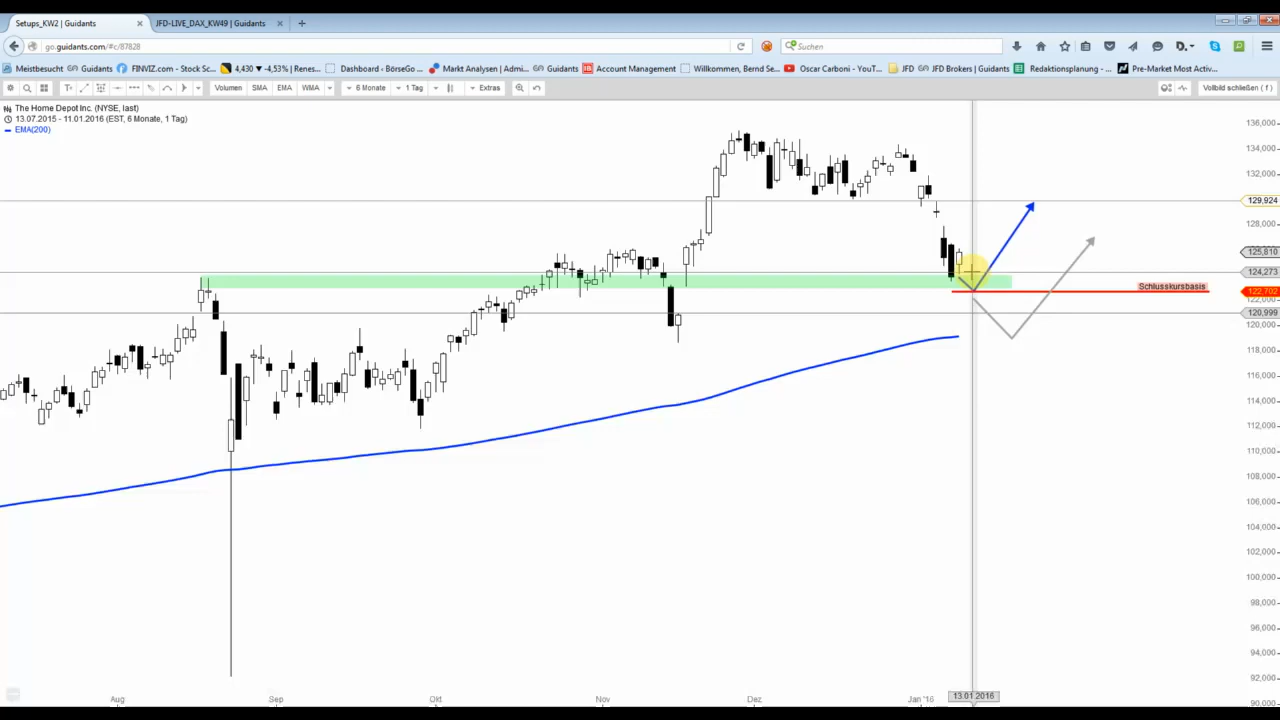 Setups_KW2 | Guidants
JFD-LIVE_DAX_KW49 | Guidants
go.guidants.com/#c/87828
Suchen
Meistbesucht
Guidants
FINVIZ.com - Stock Sc...
4,430 ▼ -4,53% | Renes...
Dashboard - BörseGo ...
Markt Analysen | Admi...
Guidants
Account Management
Willkommen, Bernd Se...
Oscar Carboni - YouT...
JFD
JFD Brokers | Guidants
Redaktionsplanung - ...
Pre-Market Most Activ...
Volumen
SMA
EMA
WMA
6 Monate
1 Tag
Extras
Vollbild schließen ( f )
The Home Depot Inc. (NYSE, last)
13.07.2015 - 11.01.2016 (EST, 6 Monate, 1 Tag)
EMA(200)
136,000
134,000
132,000
129,924
128,000
125,810
124,273
Schlusskursbasis
122,702
122,000
120,999
120,000
118,000
116,000
114,000
112,000
110,000
108,000
106,000
104,000
102,000
100,000
98,000
96,000
94,000
92,000
90,000
Aug
Sep
Okt
Nov
Dez
Jan '16
13.01.2016